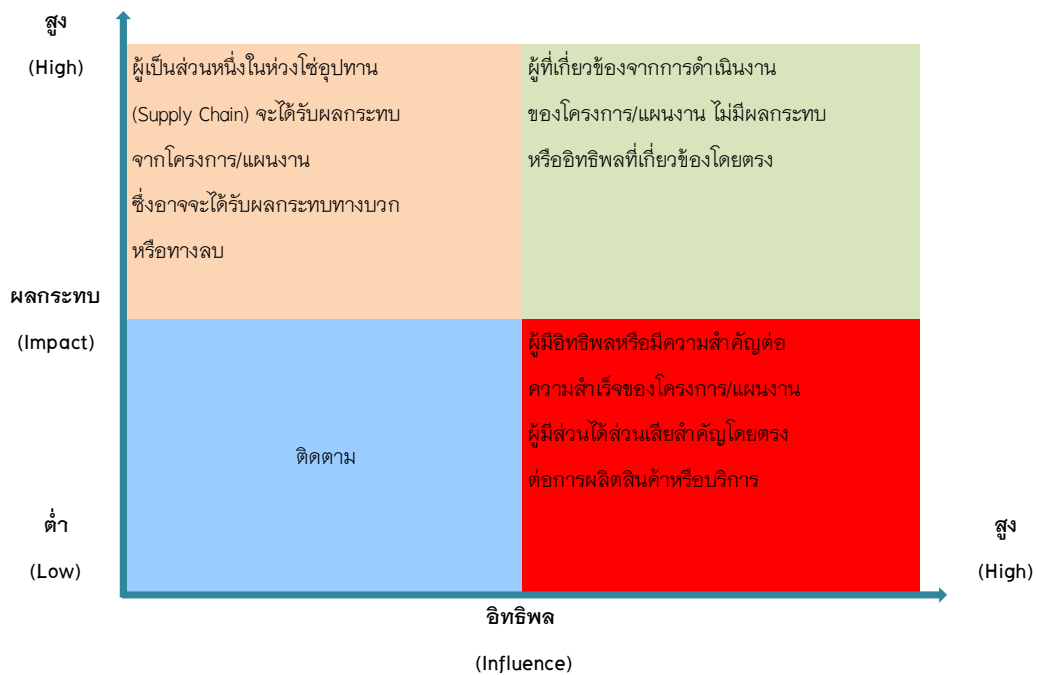 สูง
(High)
ผู้เป็นส่วนหนึ่งในห่วงโซ่อุปทาน
(Supply Chain) จะได้รับผลกระทบ
จากโครงการ/แผนงาน
ซึ่งอาจจะได้รับผลกระทบทางบวก
หรือทางลบ
ผู้ที่เกี่ยวข้องจากการดำเนินงาน
ของโครงการ/แผนงาน ไม่มีผลกระทบ
หรืออิทธิพลที่เกี่ยวข้องโดยตรง
ผลกระทบ
(Impact)
ติดตาม
ผู้มีอิทธิพลหรือมีความสำคัญต่อ
ความสำเร็จของโครงการ/แผนงาน
ผู้มีส่วนได้ส่วนเสียสำคัญโดยตรง
ต่อการผลิตสินค้าหรือบริการ
ต่ำ
(Low)
สูง
(High)
อิทธิพล
(Influence)